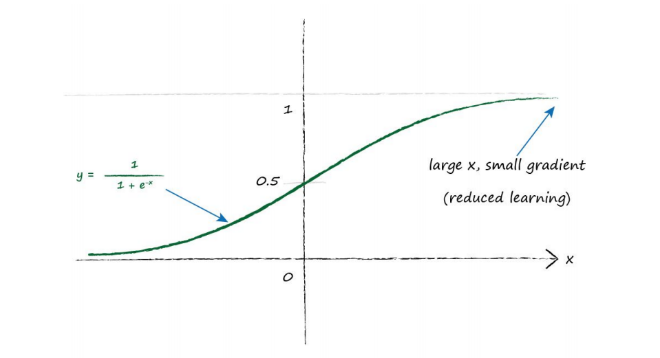 1
y = 1 / 1 + e^-x
0.5
large x, small gradient
(reduced learning)
x
0